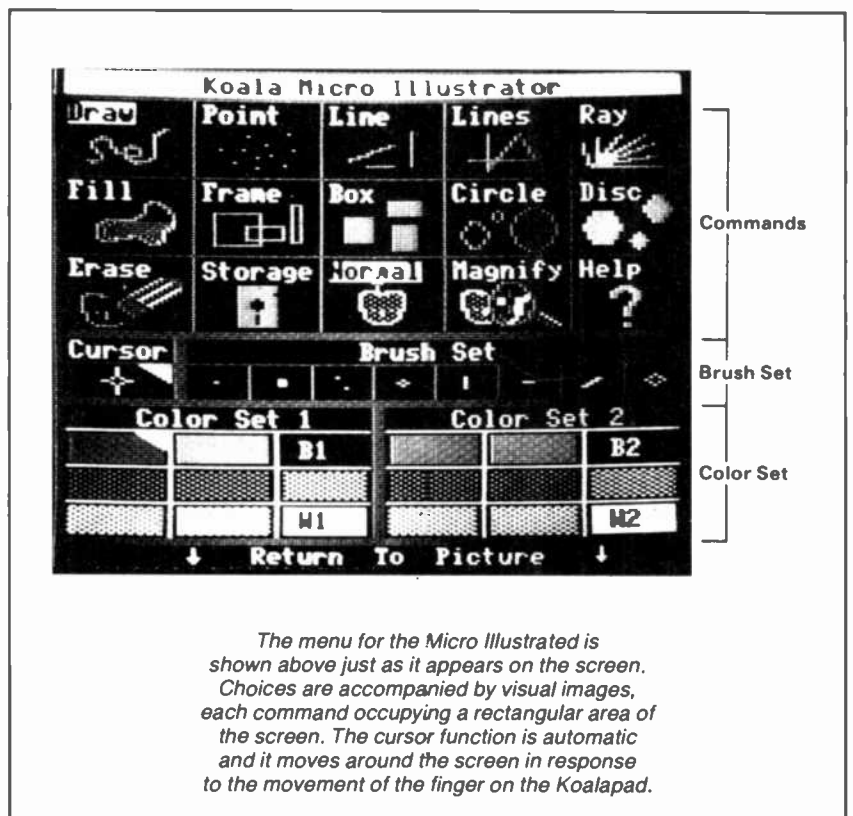 Koala Micro Illustrator
Draw Point Line Lines Ray
Fill Frame Box Circle Disc
Commands
Erase Storage Normal Magnify Help
?
Cursor Brush Set
Brush Set
Color Set 1 Color Set 2
B1 B2
Color Set
W1 W2
↓ Return To Picture ↓
The menu for the Micro Illustrated is
shown above just as it appears on the screen.
Choices are accompanied by visual images,
each command occupying a rectangular area of
the screen. The cursor function is automatic
and it moves around the screen in response
to the movement of the finger on the Koalapad.